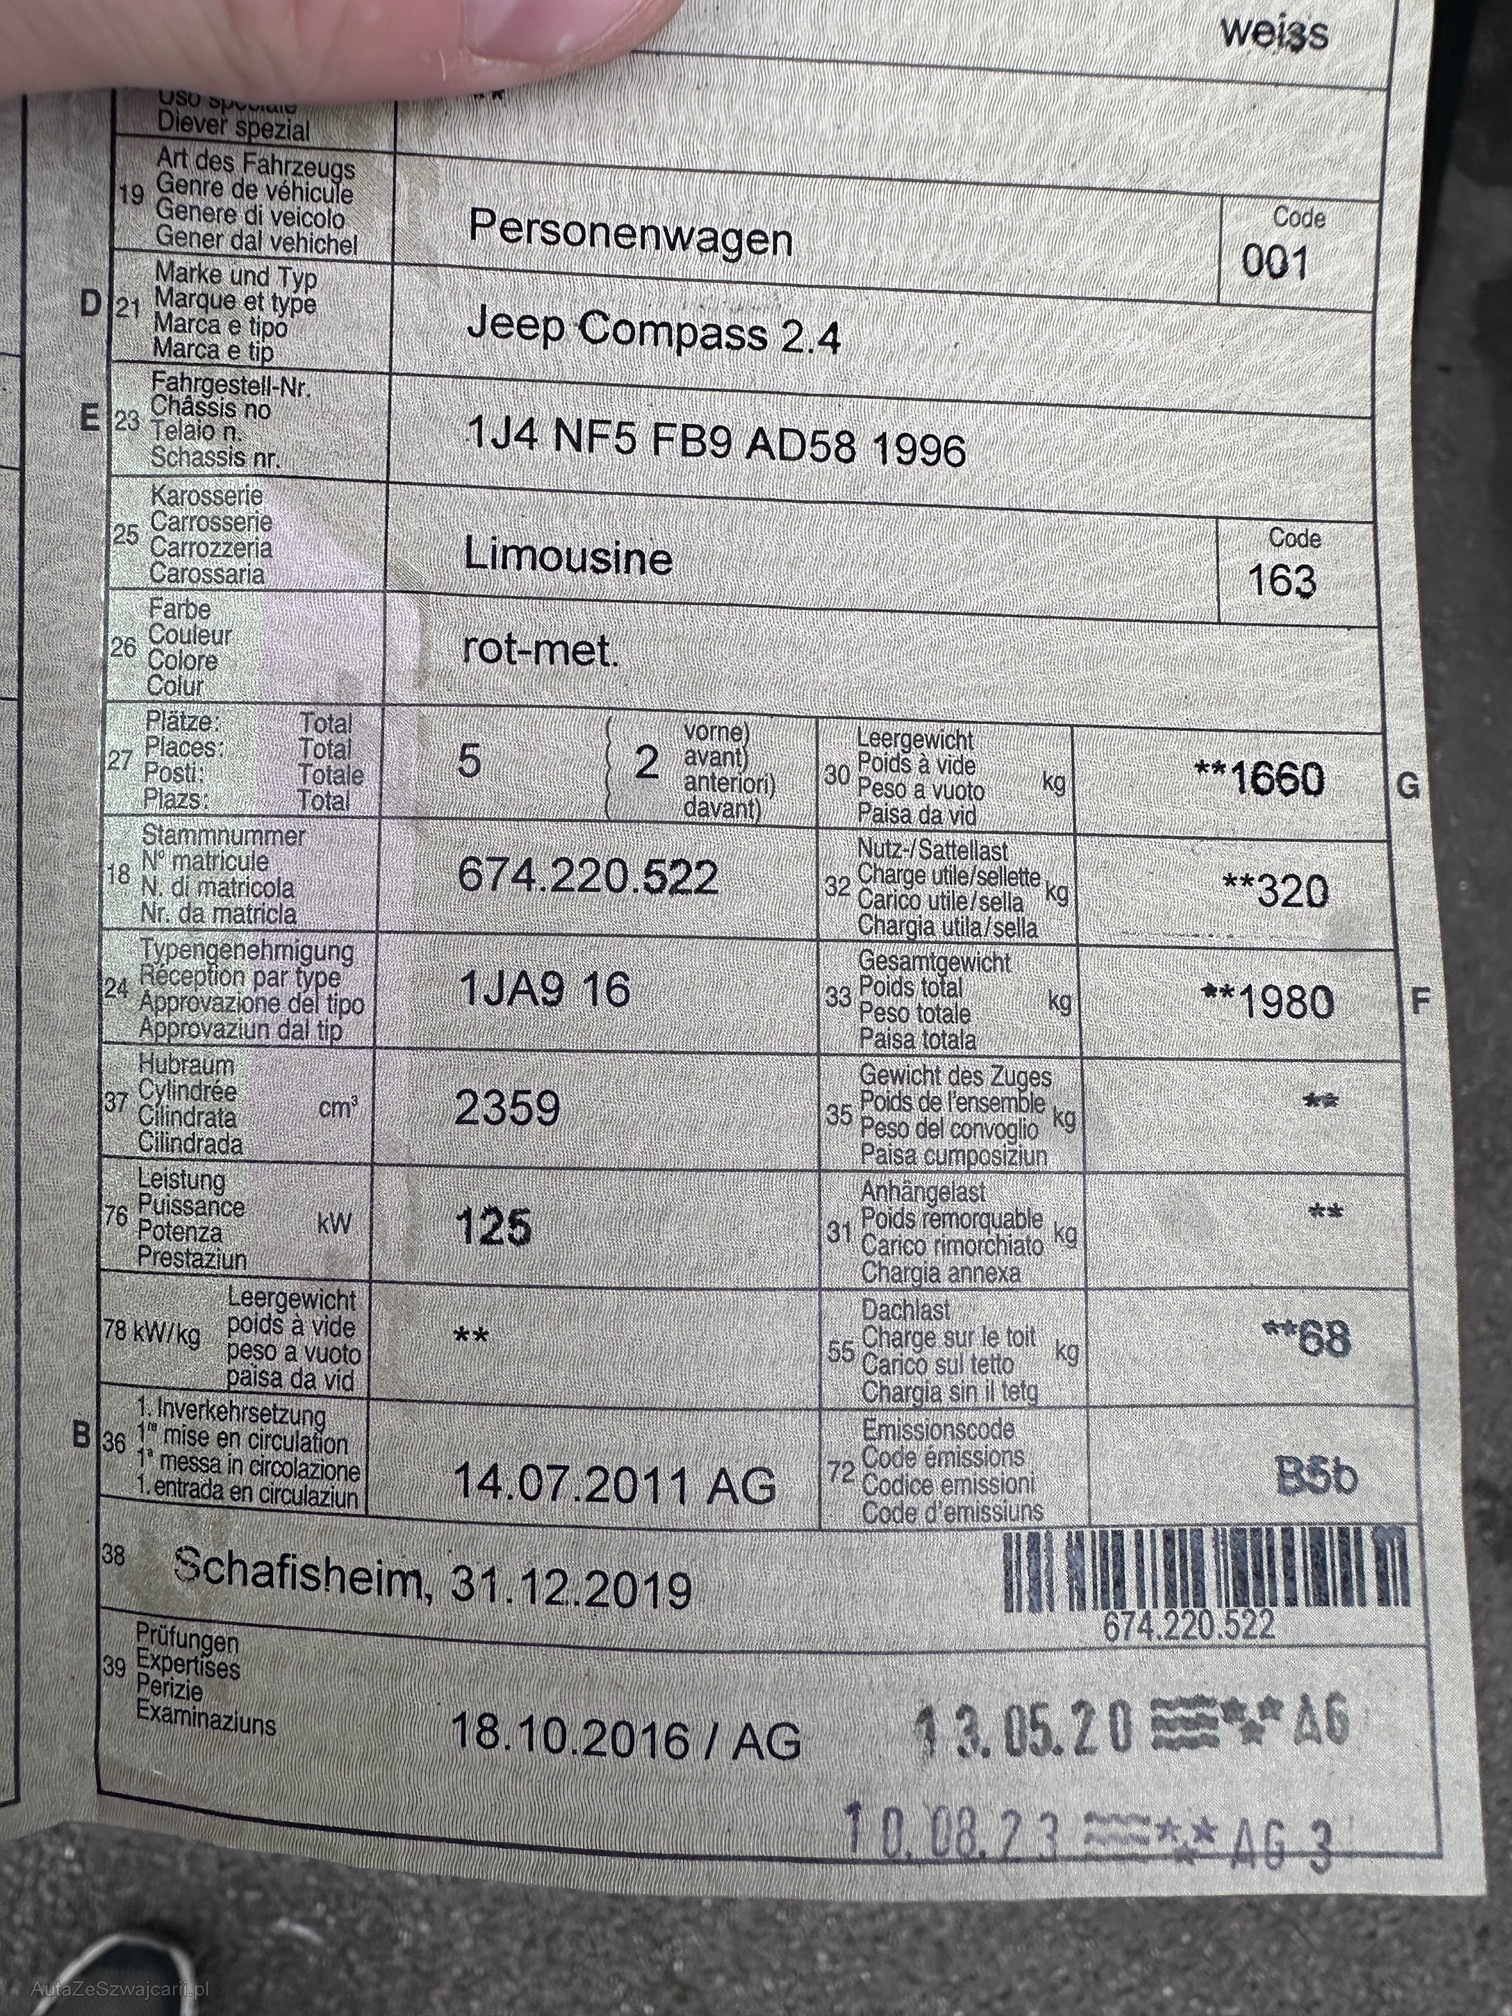 weiss
Uso speciale
Diever spezial
**
19
Art des Fahrzeugs
Genre de véhicule
Genere di veicolo
Gener dal vehichel
Personenwagen
Code
001
D
21
Marke und Typ
Marque et type
Marca e tipo
Marca e tip
Jeep Compass 2.4
E
23
Fahrgestell-Nr.
Châssis no
Telaio n.
Schassis nr.
1J4 NF5 FB9 AD58 1996
25
Karosserie
Carrosserie
Carrozzeria
Carossaria
Limousine
Code
163
26
Farbe
Couleur
Colore
Colur
rot-met.
27
Plätze: Total
Places: Total
Posti: Totale
Plazs: Total
5
2
vorne)
avant)
anteriori)
davant)
30
Leergewicht
Poids à vide
Peso a vuoto
Paisa da vid
kg
**1660
G
18
Stammnummer
N° matricule
N. di matricola
Nr. da matricla
674.220.522
32
Nutz-/Sattellast
Charge utile/sellette
Carico utile/sella
Chargia utila/sella
kg
**320
24
Typengenehmigung
Réception par type
Approvazione del tipo
Approvaziun dal tip
1JA9 16
33
Gesamtgewicht
Poids total
Peso totale
Paisa totala
kg
**1980
F
37
Hubraum
Cylindrée
Cilindrata
Cilindrada
cm³
2359
35
Gewicht des Zuges
Poids de l'ensemble
Peso del convoglio
Paisa cumposiziun
kg
**
76
Leistung
Puissance
Potenza
Prestaziun
kW
125
31
Anhängelast
Poids remorquable
Carico rimorchiato
Chargia annexa
kg
**
78 kW/kg
Leergewicht
poids à vide
peso a vuoto
paisa da vid
**
55
Dachlast
Charge sur le toit
Carico sul tetto
Chargia sin il tetg
kg
**68
B
36
1. Inverkehrsetzung
1re mise en circulation
1a messa in circolazione
1. entrada en circulaziun
14.07.2011 AG
72
Emissionscode
Code émissions
Codice emissioni
Code d'emissiuns
B5b
38
Schafisheim, 31.12.2019
674.220.522
39
Prüfungen
Expertises
Perizie
Examinaziuns
18.10.2016 / AG
13.05.20 AG
10.08.23 AG 3
AutaZeSzwajcarii.pl